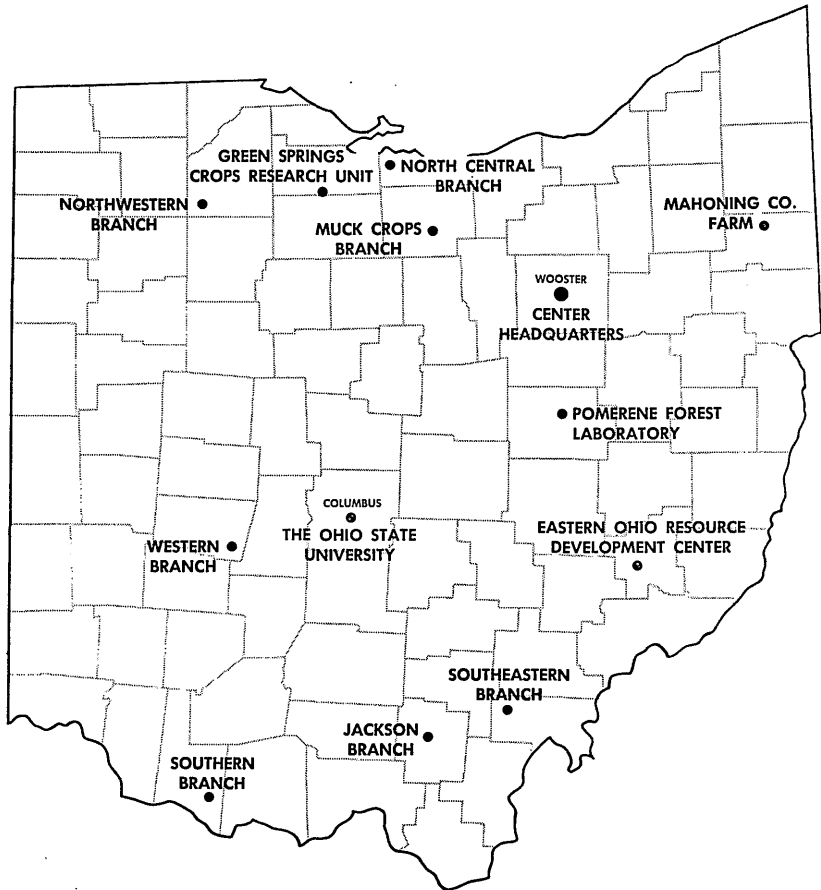 GREEN SPRINGS
CROPS RESEARCH UNIT
NORTH CENTRAL
BRANCH
NORTHWESTERN
BRANCH
MUCK CROPS
BRANCH
MAHONING CO.
FARM
WOOSTER
CENTER
HEADQUARTERS
POMERENE FOREST
LABORATORY
COLUMBUS
THE OHIO STATE
UNIVERSITY
WESTERN
BRANCH
EASTERN OHIO RESOURCE
DEVELOPMENT CENTER
SOUTHEASTERN
BRANCH
JACKSON
BRANCH
SOUTHERN
BRANCH